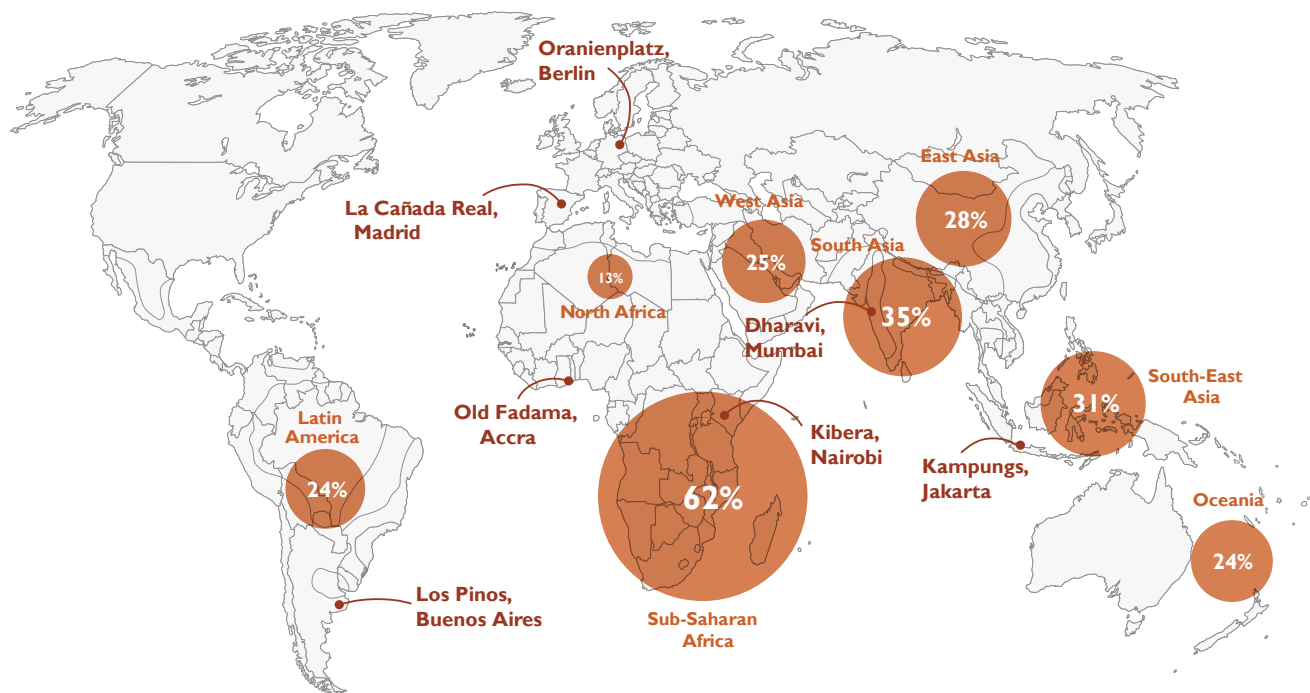 Oranienplatz,
Berlin
East Asia
28%
La Cañada Real,
Madrid
West Asia
25%
South Asia
35%
13%
North Africa
Dharavi,
Mumbai
Old Fadama,
Accra
Latin
America
24%
Kibera,
Nairobi
62%
Sub-Saharan
Africa
South-East
Asia
31%
Kampungs,
Jakarta
Oceania
24%
Los Pinos,
Buenos Aires